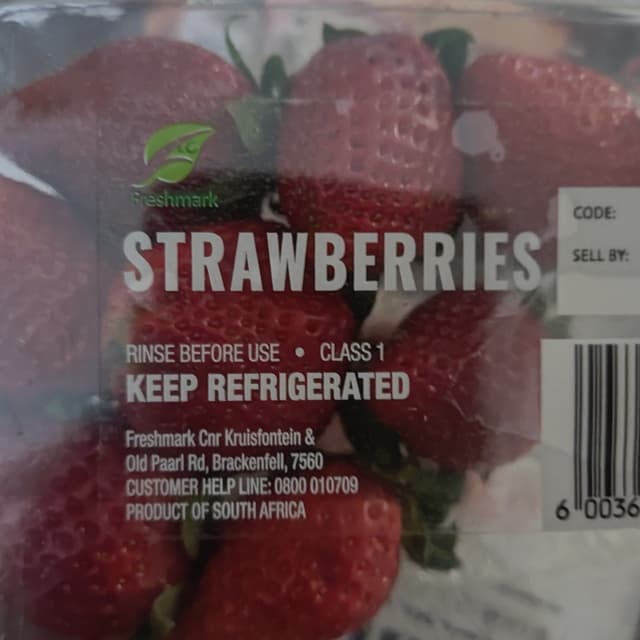 Freshmark
STRAWBERRIES
CODE:
SELL BY:
RINSE BEFORE USE • CLASS 1
KEEP REFRIGERATED
Freshmark Cnr Kruisfontein &
Old Paarl Rd, Brackenfell, 7560
CUSTOMER HELP LINE: 0800 010709
PRODUCT OF SOUTH AFRICA
6 0036